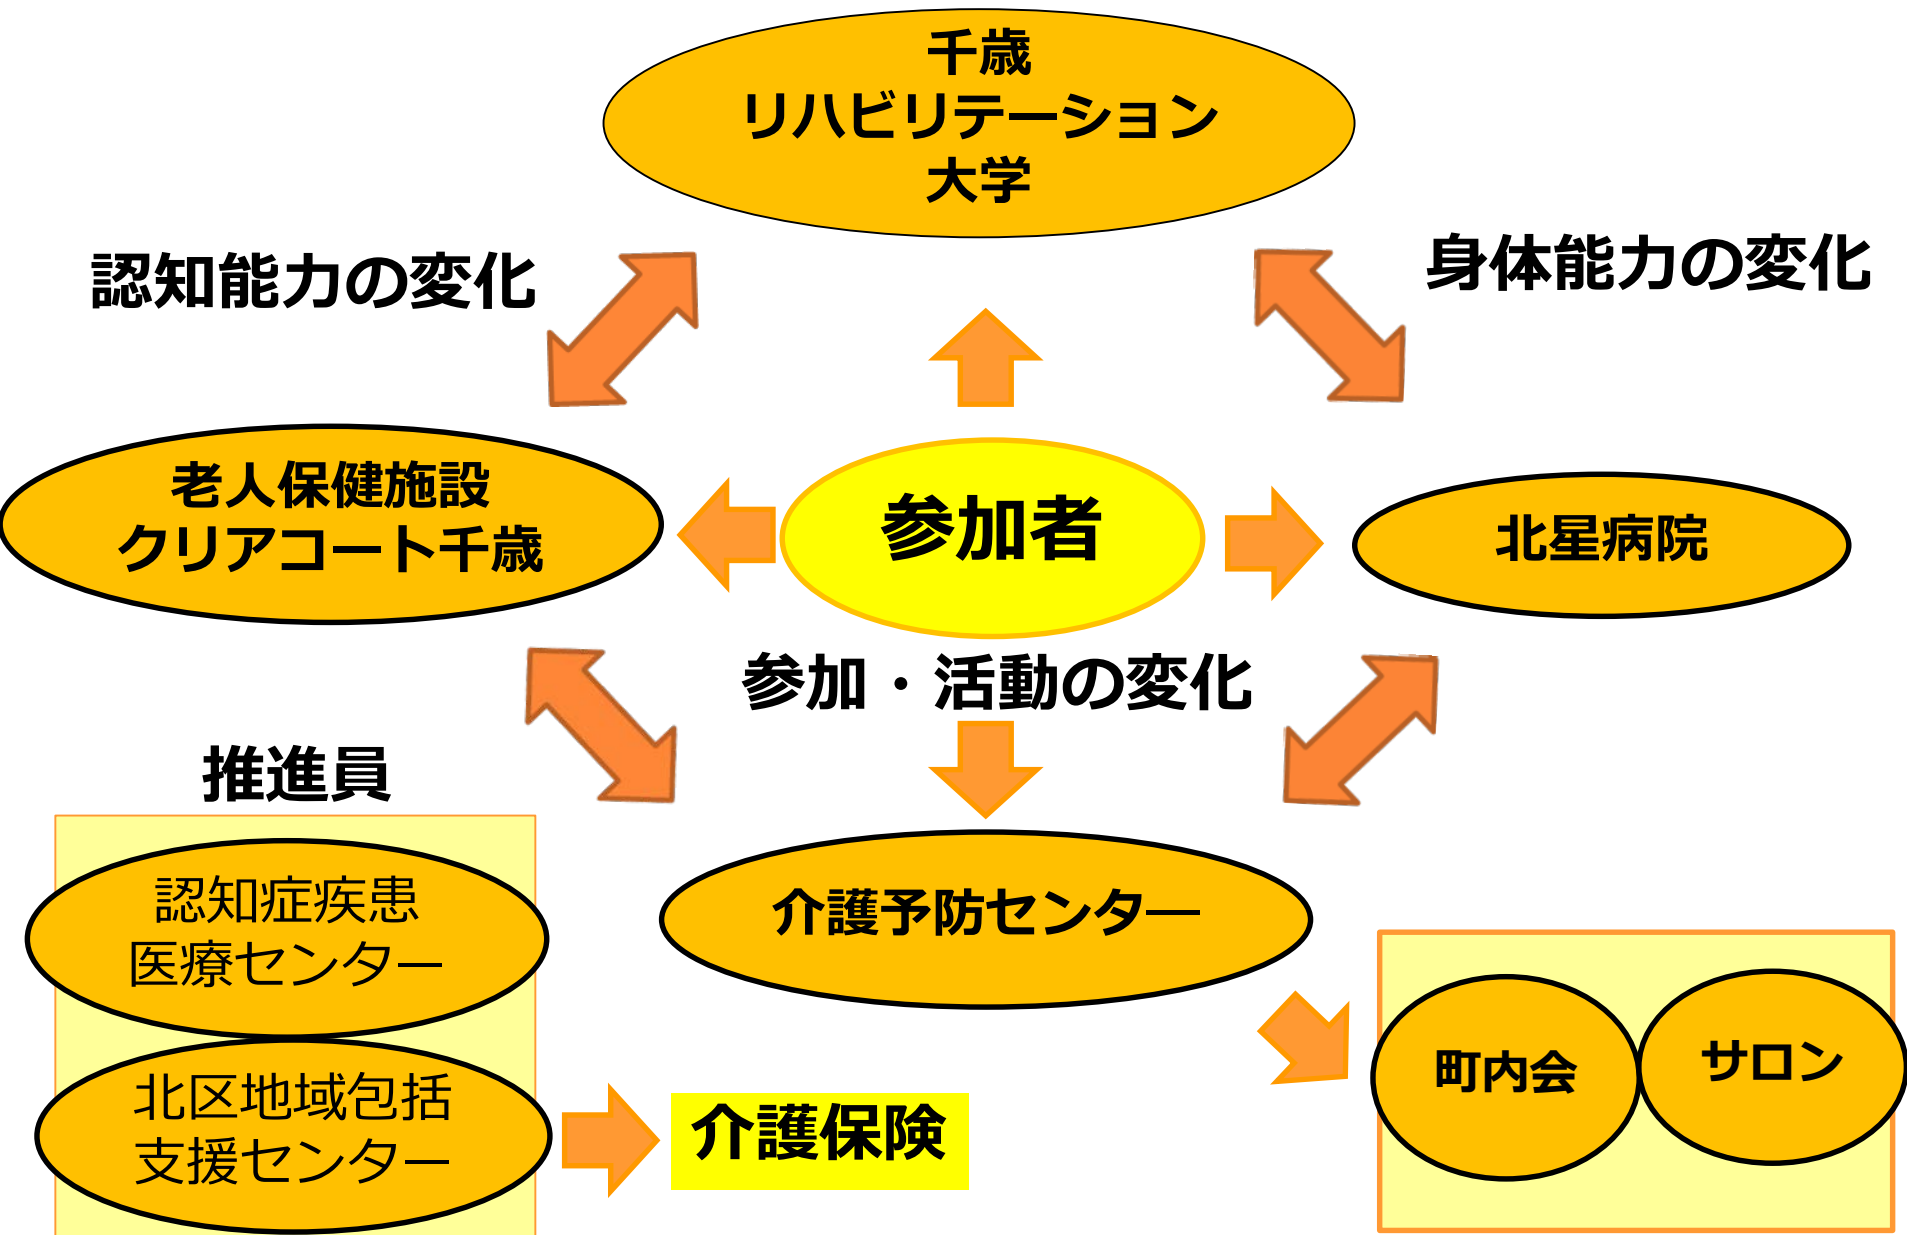 千歳
リハビリテーション
大学
認知能力の変化
身体能力の変化
老人保健施設
クリアコート千歳
参加者
北星病院
参加・活動の変化
推進員
認知症疾患
医療センター
介護予防センター
北区地域包括
支援センター
介護保険
町内会
サロン